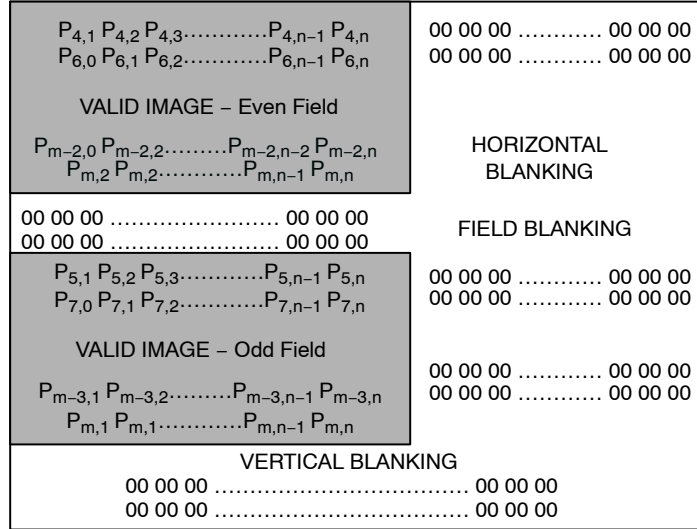 P4,1 P4,2 P4,3............P4,n−1 P4,n 00 00 00 ............ 00 00 00
P6,0 P6,1 P6,2............P6,n−1 P6,n 00 00 00 ............ 00 00 00
VALID IMAGE − Even Field
Pm−2,0 Pm−2,2.........Pm−2,n−2 Pm−2,n
Pm,2 Pm,2............Pm,n−1 Pm,n
HORIZONTAL
BLANKING
00 00 00 ........................ 00 00 00
00 00 00 ........................ 00 00 00
FIELD BLANKING
P5,1 P5,2 P5,3............P5,n−1 P5,n 00 00 00 ............ 00 00 00
P7,0 P7,1 P7,2............P7,n−1 P7,n 00 00 00 ............ 00 00 00
VALID IMAGE − Odd Field
00 00 00 ............ 00 00 00
00 00 00 ............ 00 00 00
Pm−3,1 Pm−3,2.........Pm−3,n−1 Pm−3,n
Pm,1 Pm,1............Pm,n−1 Pm,n
VERTICAL BLANKING
00 00 00 .................................... 00 00 00
00 00 00 .................................... 00 00 00